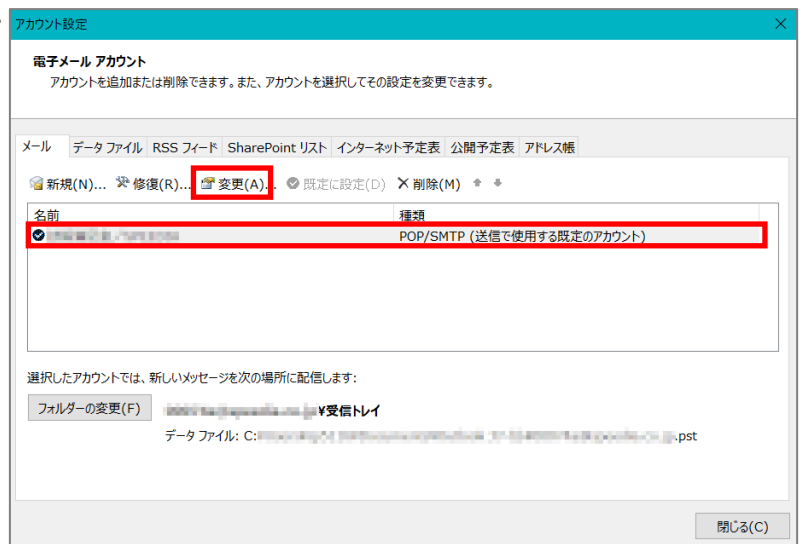 アカウント設定
電子メール アカウント
アカウントを追加または削除できます。また、アカウントを選択してその設定を変更できます。
メール データ ファイル RSS フィード SharePoint リスト インターネット予定表 公開予定表 アドレス帳
新規(N)... 修復(R)... 変更(A)... 既定に設定(D) 削除(M)
名前 種類
POP/SMTP (送信で使用する既定のアカウント)
選択したアカウントでは、新しいメッセージを次の場所に配信します:
フォルダーの変更(F) ¥受信トレイ
データ ファイル: C: .pst
閉じる(C)